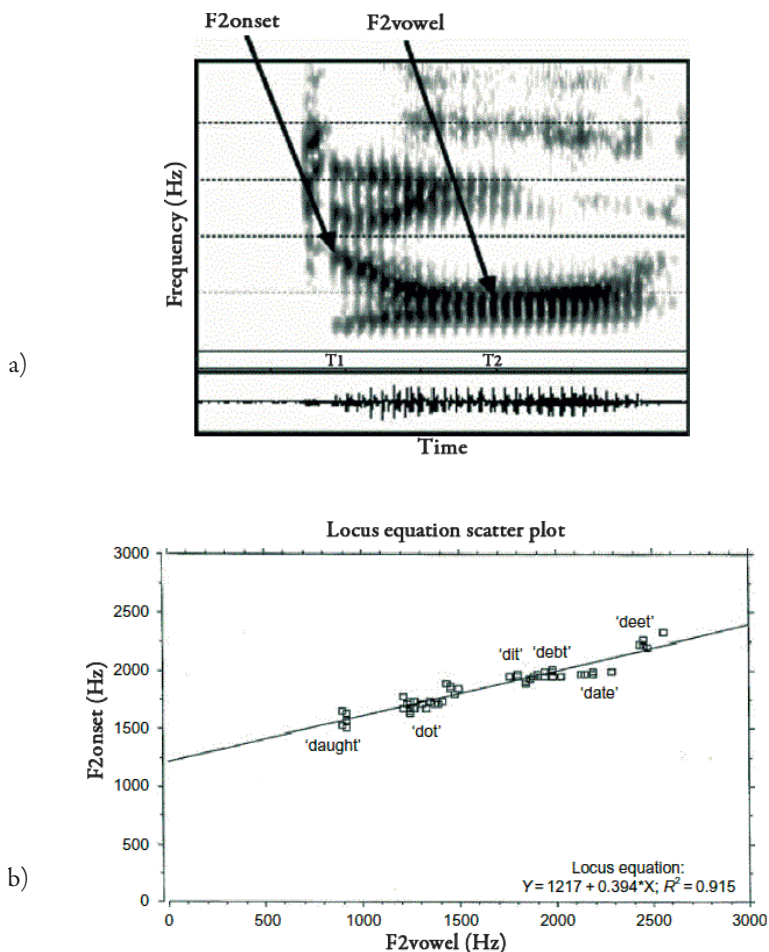 F2onset
F2vowel
Frequency (Hz)
a)
T1 T2
Time
Locus equation scatter plot
3000
2500
2000
1500
1000
500
0
F2onset (Hz)
'deet'
'dit' 'debt'
'date'
'daught' 'dot'
b)
Locus equation:
Y = 1217 + 0.394*X; R² = 0.915
0 500 1000 1500 2000 2500 3000
F2vowel (Hz)